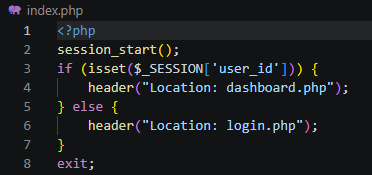 index.php
1 <?php
2 session_start();
3 if (isset($_SESSION['user_id'])) {
4     header("Location: dashboard.php");
5 } else {
6     header("Location: login.php");
7 }
8 exit;